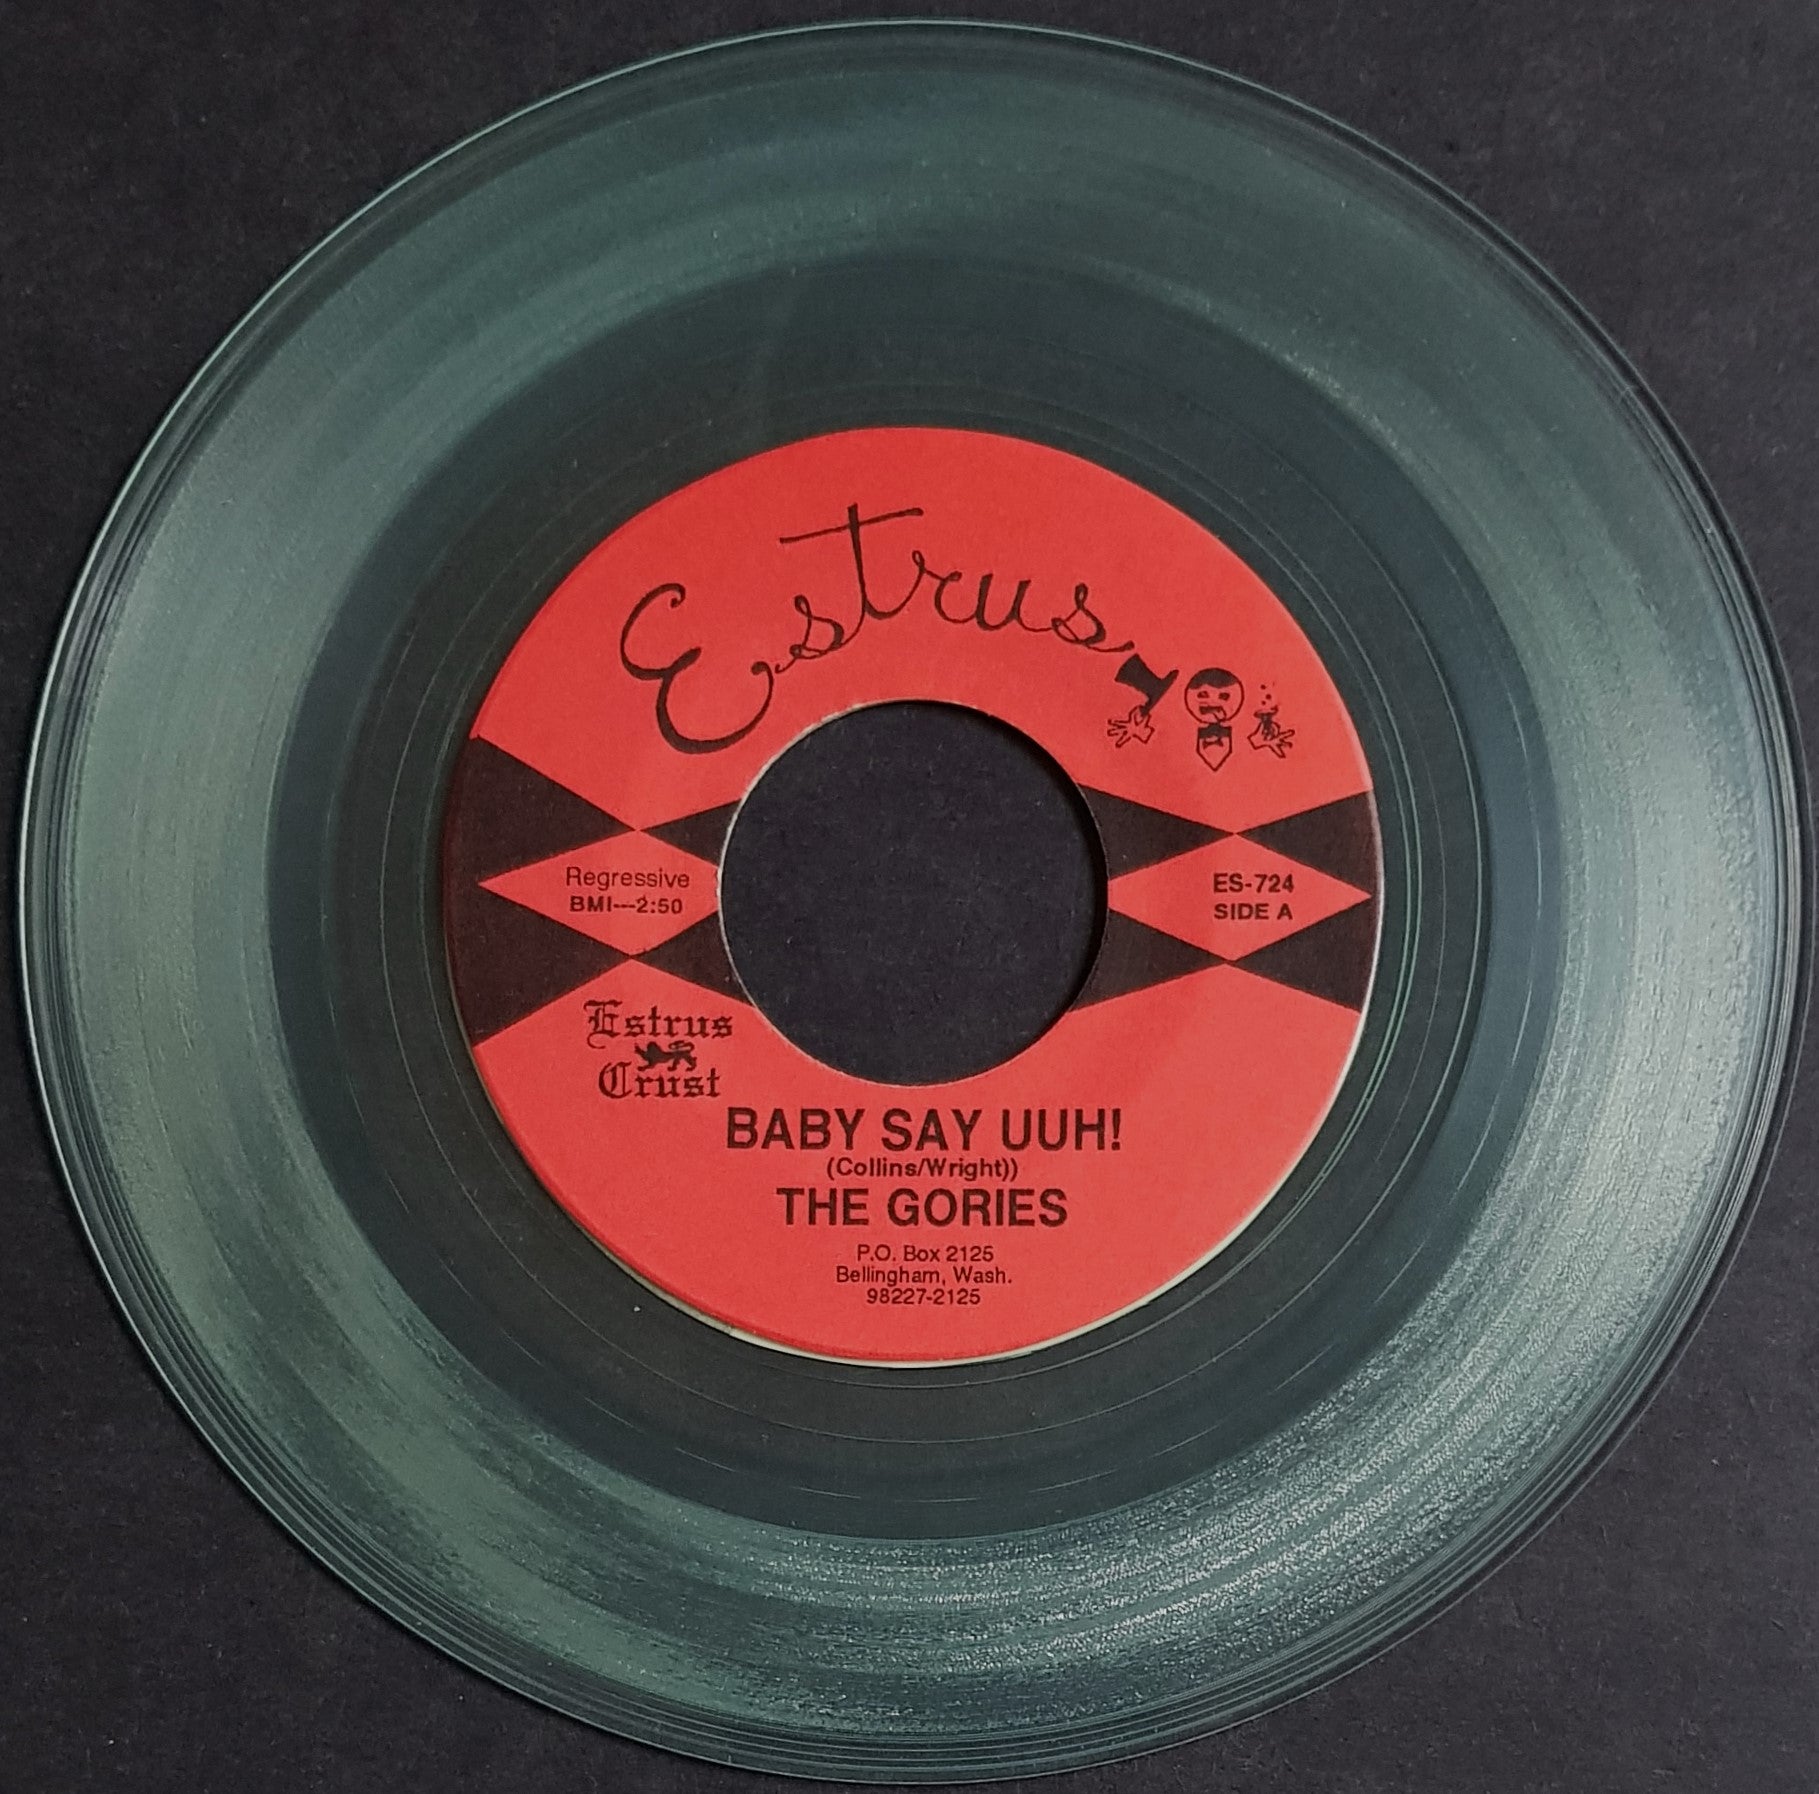 Estrus
Regressive
BMI---2:50
ES-724
SIDE A
Estrus
Crust
BABY SAY UUH!
(Collins/Wright))
THE GORIES
P.O. Box 2125
Bellingham, Wash.
98227-2125